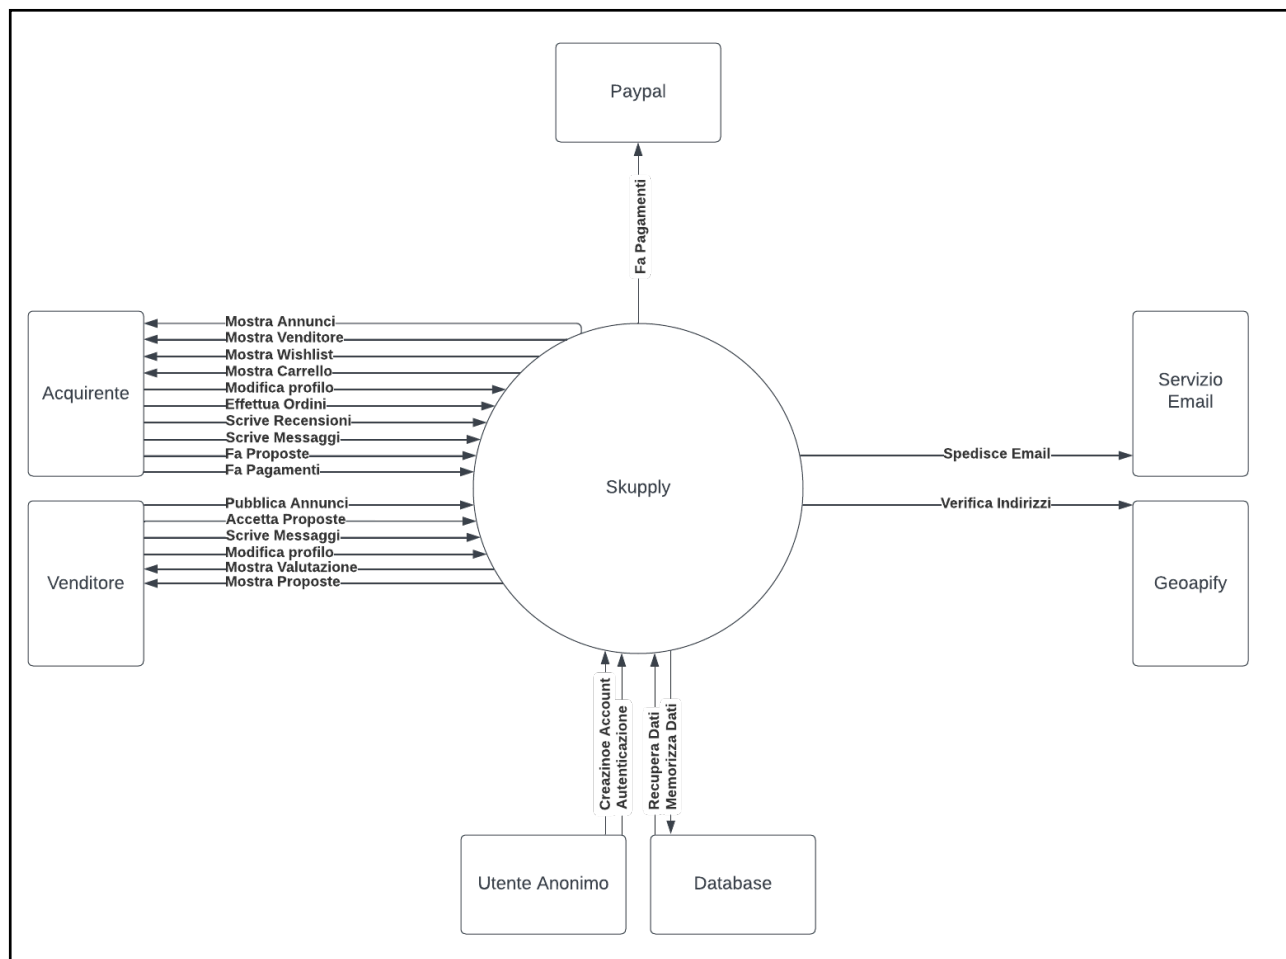 Paypal
Fa Pagamenti
Mostra Annunci
Mostra Venditore
Mostra Wishlist
Mostra Carrello
Modifica profilo
Effettua Ordini
Scrive Recensioni
Scrive Messaggi
Fa Proposte
Fa Pagamenti
Acquirente
Servizio
Email
Spedisce Email
Skupply
Verifica Indirizzi
Pubblica Annunci
Accetta Proposte
Scrive Messaggi
Modifica profilo
Mostra Valutazione
Mostra Proposte
Venditore
Geoapify
Creazinoe Account
Autenticazione
Recupera Dati
Memorizza Dati
Utente Anonimo
Database